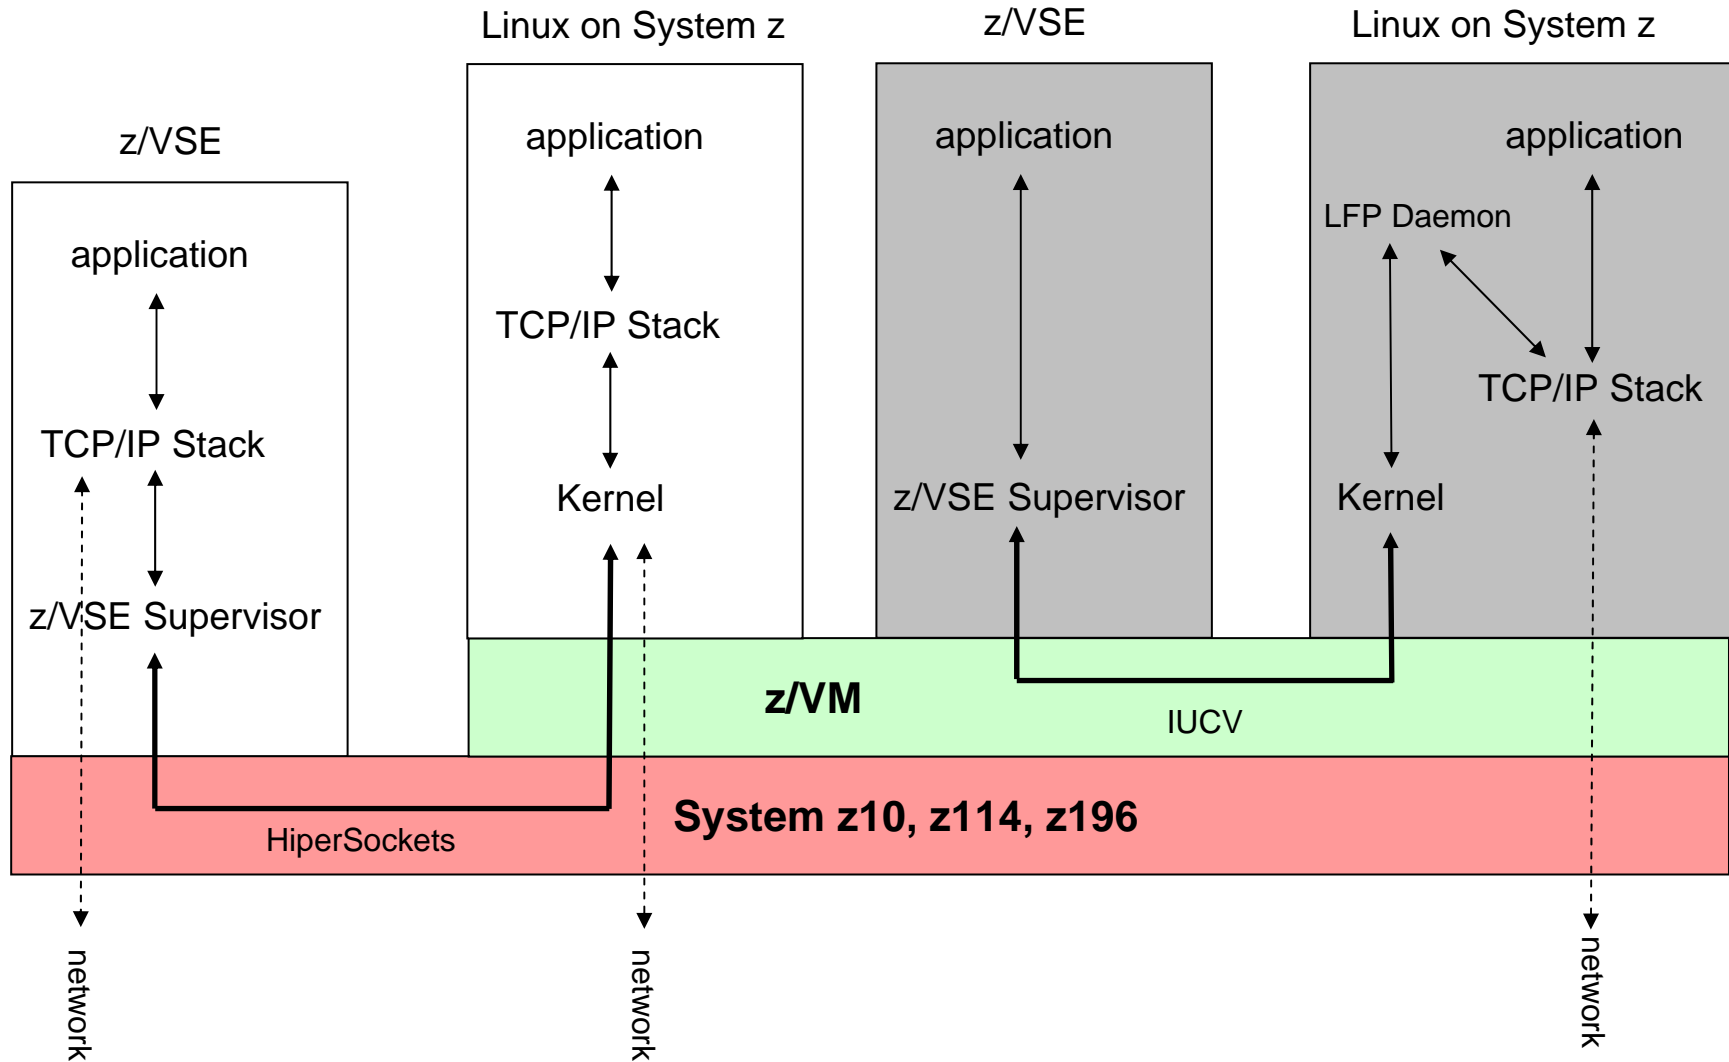 z/VSE
application
TCP/IP Stack
z/VSE Supervisor
Linux on System z
application
TCP/IP Stack
Kernel
z/VSE
application
z/VSE Supervisor
Linux on System z
application
LFP Daemon
TCP/IP Stack
Kernel
z/VM
IUCV
System z10, z114, z196
HiperSockets
network
network
network